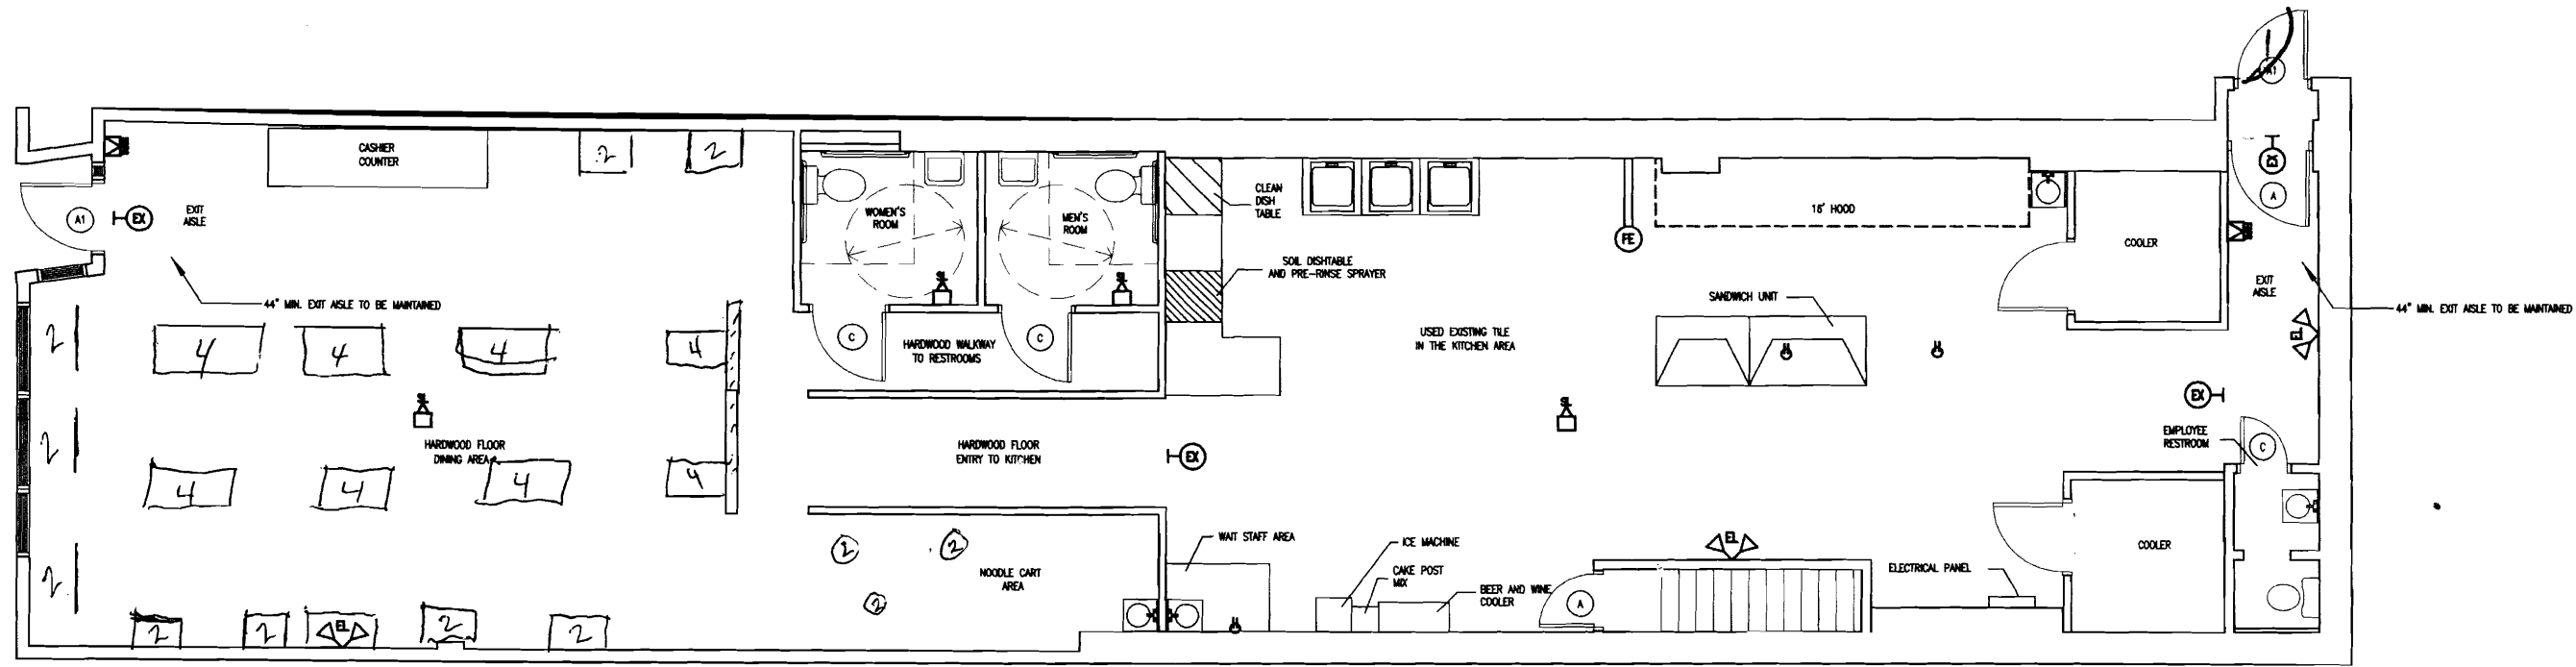 A1
EX
CASHIER
COUNTER
2
2
A1
EX
EXIT
AISLE
WOMEN'S
ROOM
MEN'S
ROOM
CLEAN
DISH
TABLE
16' HOOD
A
COOLER
FE
SOIL DISHTABLE
AND PRE-RINSE SPRAYER
SL
SL
EXIT
AISLE
44" MIN. EXIT AISLE TO BE MAINTAINED
SANDWICH UNIT
44" MIN. EXIT AISLE TO BE MAINTAINED
2
4
4
4
4
C
HARDWOOD WALKWAY
TO RESTROOMS
C
USED EXISTING TILE
IN THE KITCHEN AREA
EL
SL
SL
EX
2
HARDWOOD FLOOR
DINING AREA
HARDWOOD FLOOR
ENTRY TO KITCHEN
EX
EMPLOYEE
RESTROOM
C
4
4
4
4
WAIT STAFF AREA
ICE MACHINE
EL
2
2
2
NOODLE CART
AREA
CAKE POST
MIX
BEER AND WINE
COOLER
ELECTRICAL PANEL
COOLER
2
A
2
2
EL
2
2